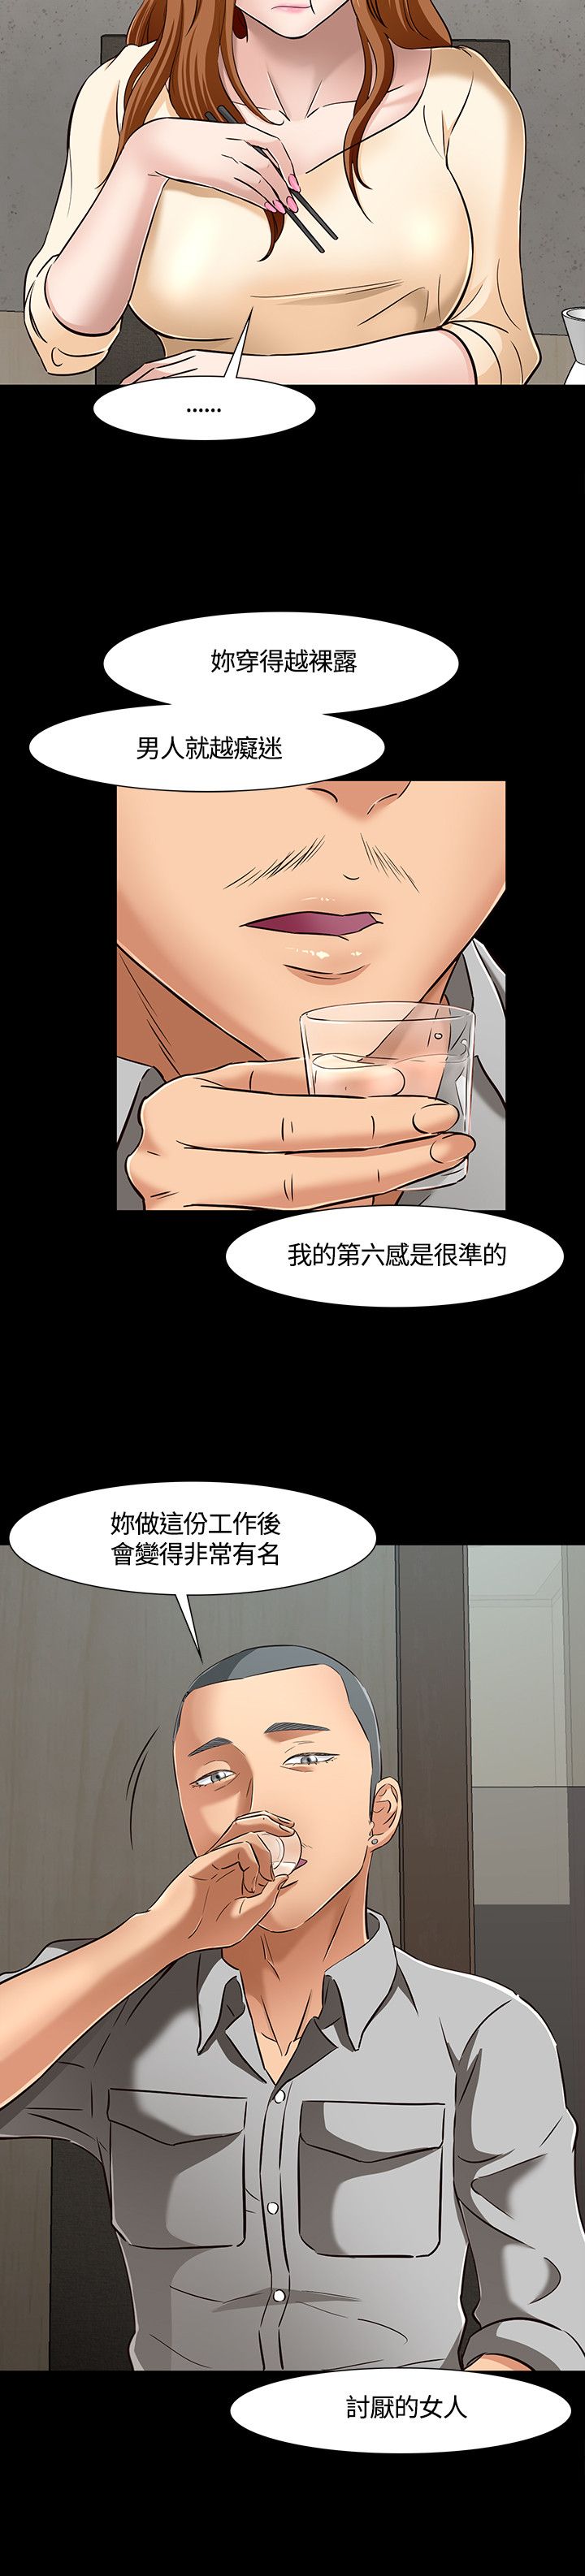 ......
妳穿得越裸露
男人就越癡迷
我的第六感是很準的
妳做這份工作後
會變得非常有名
討厭的女人